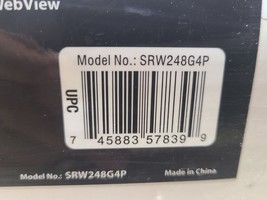 WebView
Model No.: SRW248G4P
UPC
7 45883 57839 9
Model No.: SRW248G4P Made in China